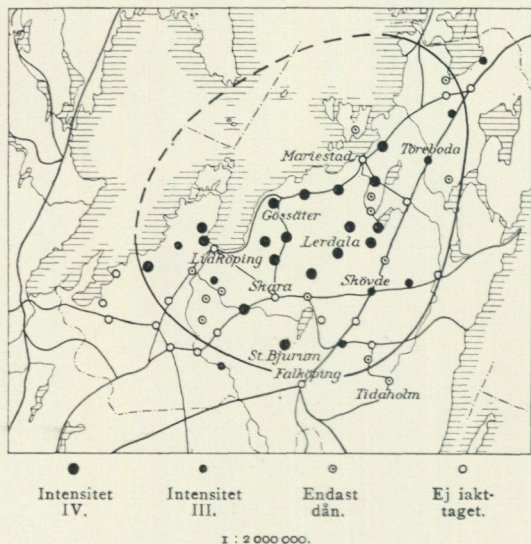 Mariestad
Töreboda
Gössäter
Lerdala
Lidköping
Skara
Skövde
St. Bjurum
Falköping
Tidaholm
Intensitet IV.
Intensitet III.
Endast dån.
Ej iakt-taget.
1 : 2 000 000.